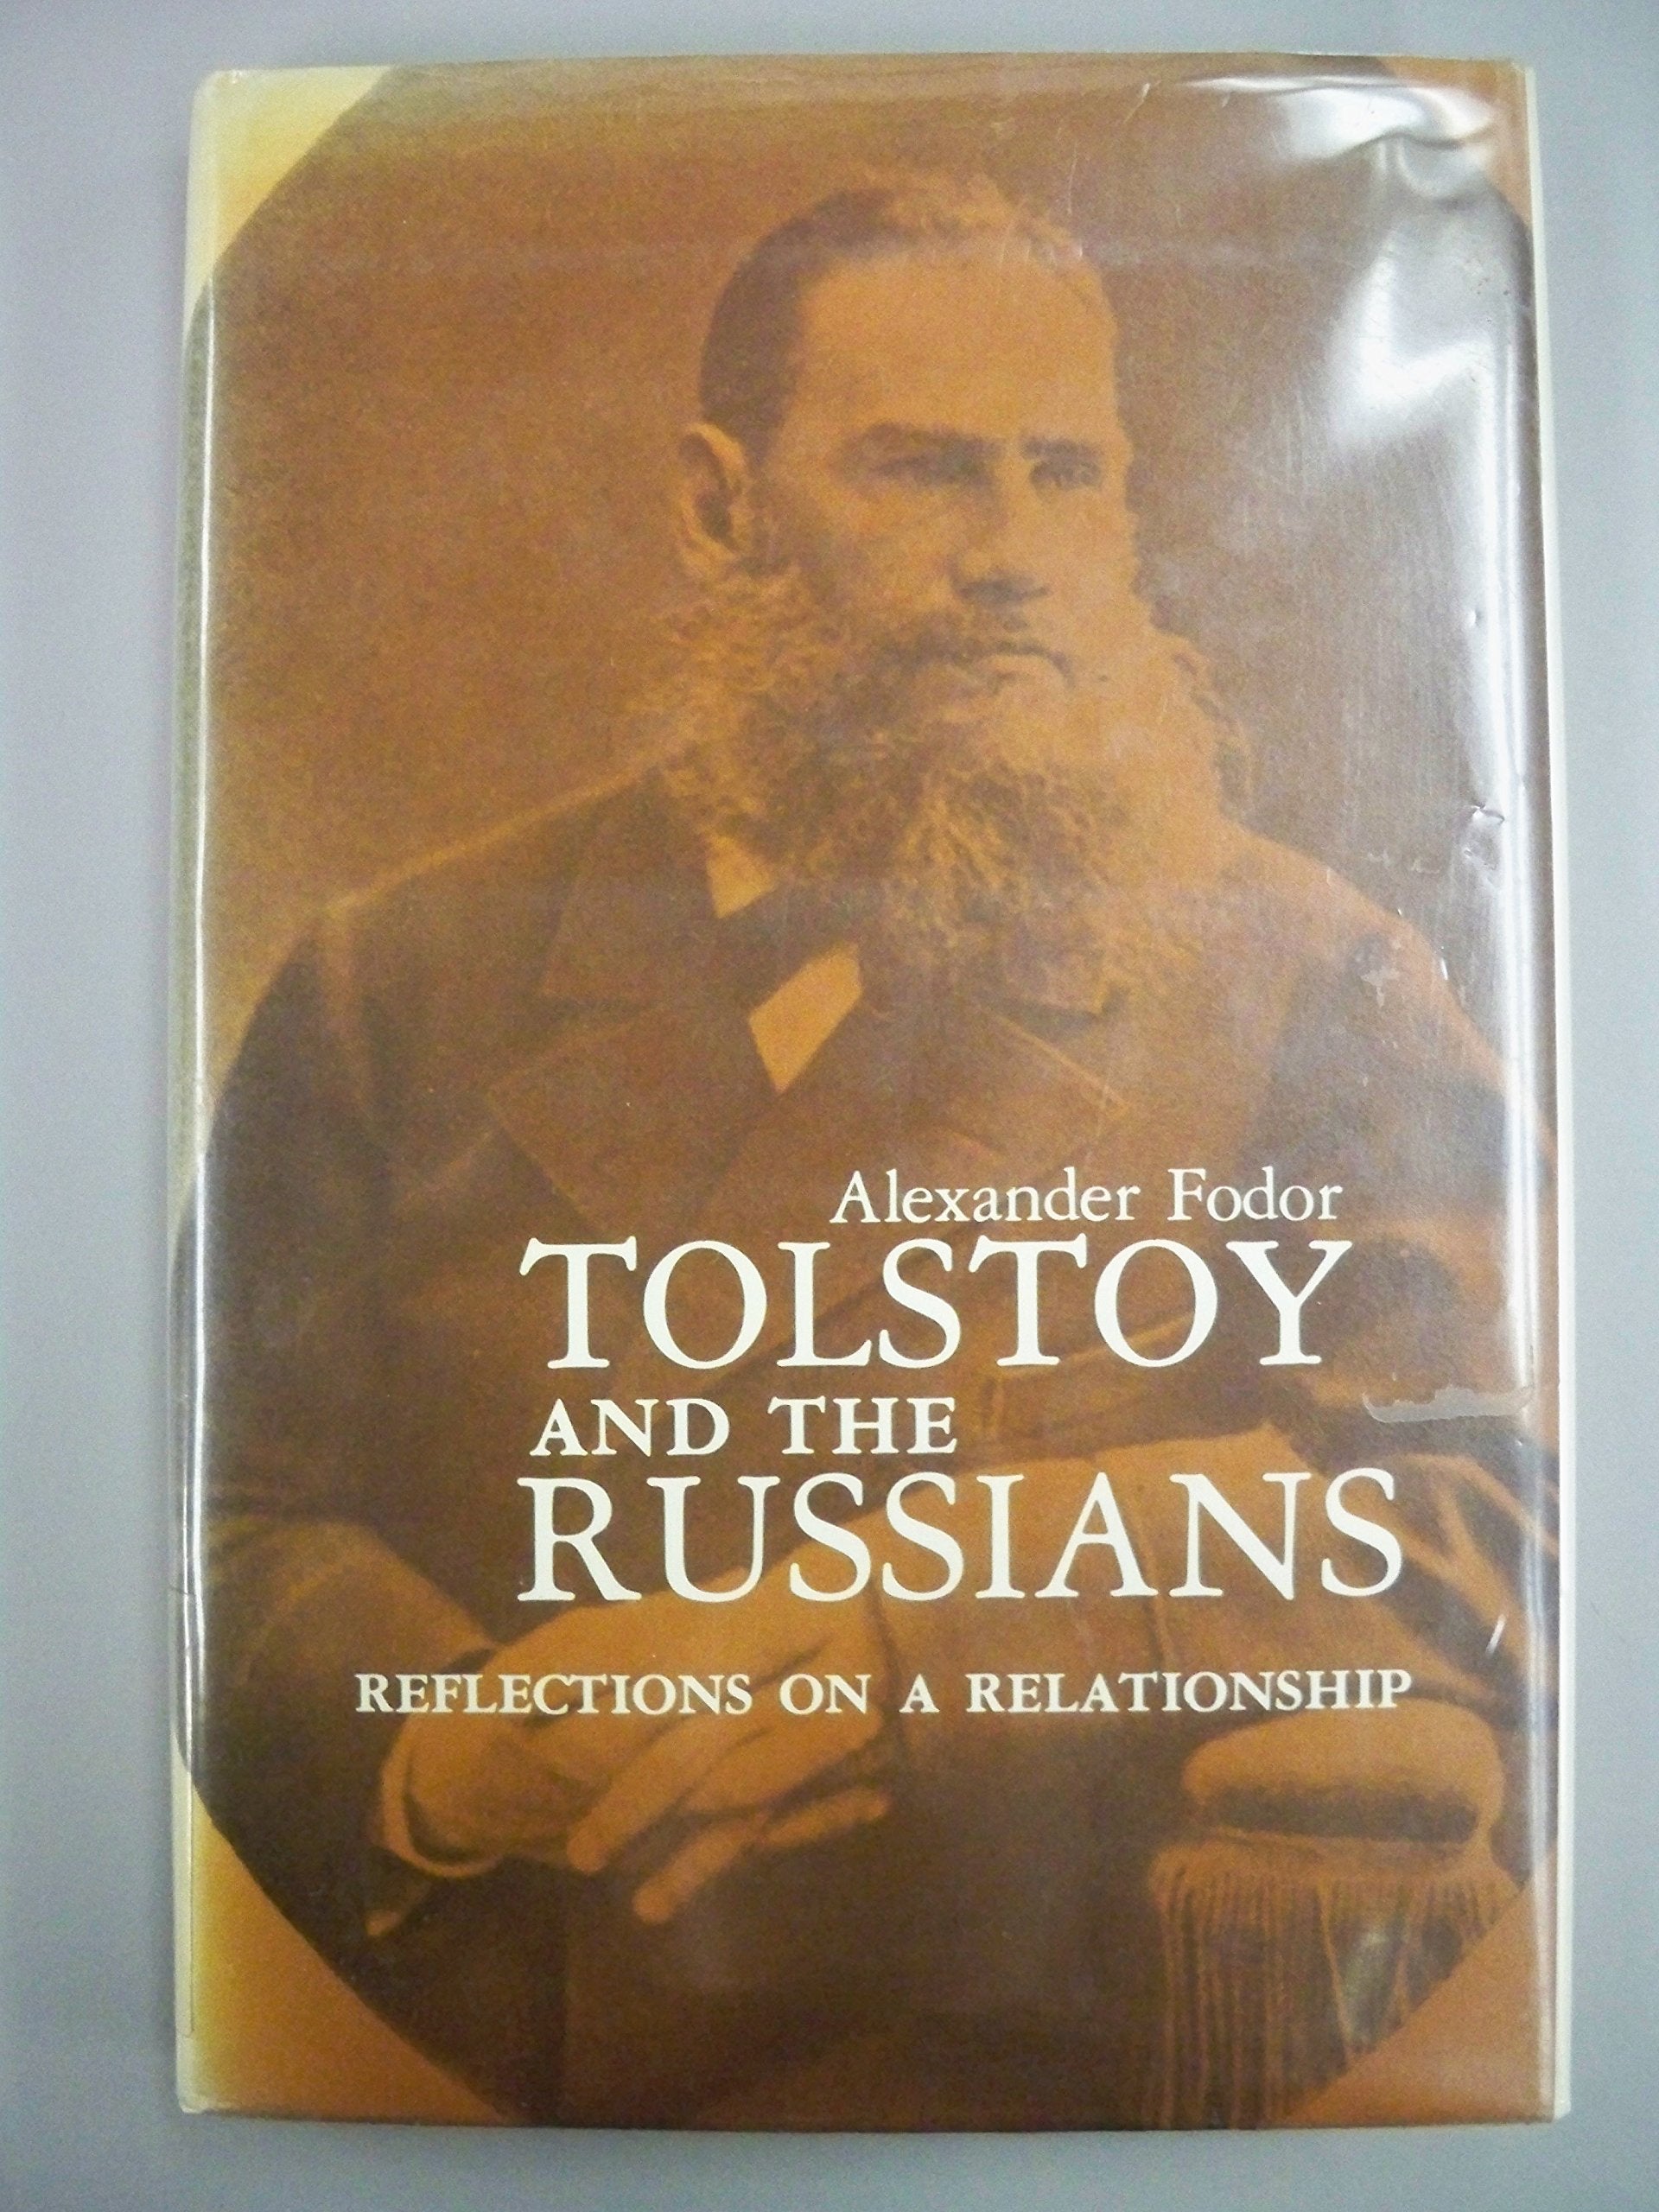 Alexander Fodor
TOLSTOY
AND THE
RUSSIANS
REFLECTIONS ON A RELATIONSHIP